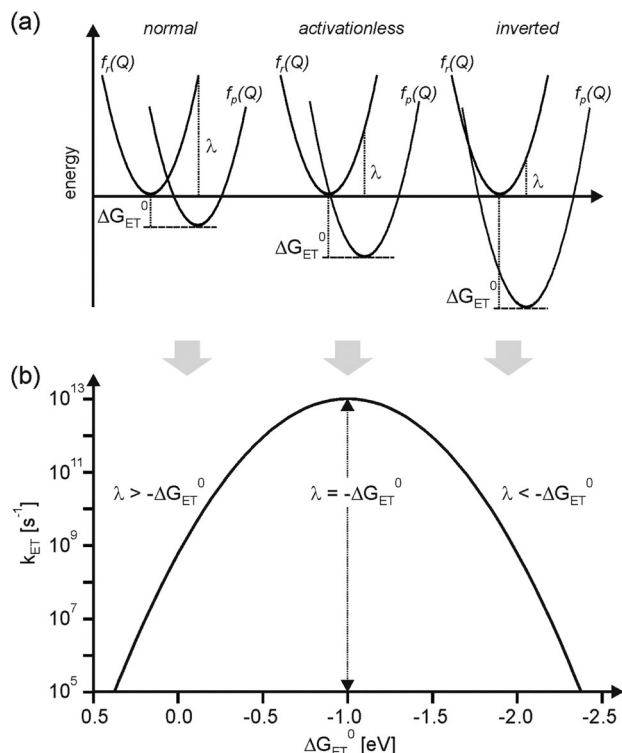 (a)
normal
activationless
inverted
f_r(Q)
f_p(Q)
f_r(Q)
f_p(Q)
f_r(Q)
f_p(Q)
energy
λ
λ
λ
ΔG_ET^0
ΔG_ET^0
ΔG_ET^0
(b)
10^13
10^11
10^9
10^7
10^5
k_ET [s^-1]
λ > -ΔG_ET^0
λ = -ΔG_ET^0
λ < -ΔG_ET^0
0.5
0.0
-0.5
-1.0
-1.5
-2.0
-2.5
ΔG_ET^0 [eV]